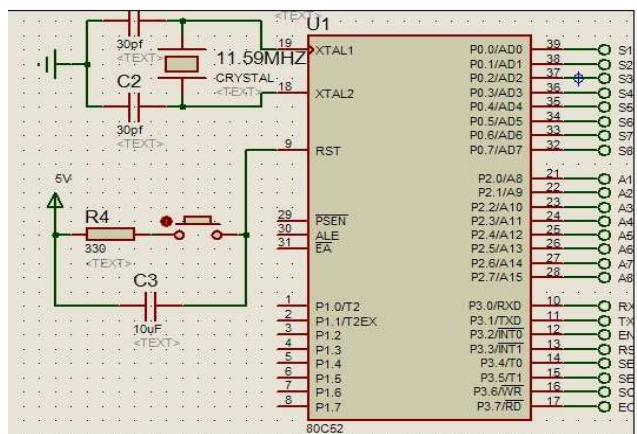 <TEXT>
U1
30pf
<TEXT>
11.59MHZ
CRYSTAL
<TEXT>
C2
30pf
<TEXT>
19
18
9
29
30
31
1
2
3
4
5
6
7
8
XTAL1
XTAL2
RST
PSEN
ALE
EA
P1.0/T2
P1.1/T2EX
P1.2
P1.3
P1.4
P1.5
P1.6
P1.7
80C52
5V
R4
330
<TEXT>
C3
10uF
<TEXT>
P0.0/AD0 39 S1
P0.1/AD1 38 S2
P0.2/AD2 37 S3
P0.3/AD3 36 S4
P0.4/AD4 35 S5
P0.5/AD5 34 S6
P0.6/AD6 33 S7
P0.7/AD7 32 S8
P2.0/A8 21 A1
P2.1/A9 22 A2
P2.2/A10 23 A3
P2.3/A11 24 A4
P2.4/A12 25 A5
P2.5/A13 26 A6
P2.6/A14 27 A7
P2.7/A15 28 A8
P3.0/RXD 10 RX
P3.1/TXD 11 TX
P3.2/INT0 12 EN
P3.3/INT1 13 RS
P3.4/T0 14 SE
P3.5/T1 15 SE
P3.6/WR 16
P3.7/RD 17